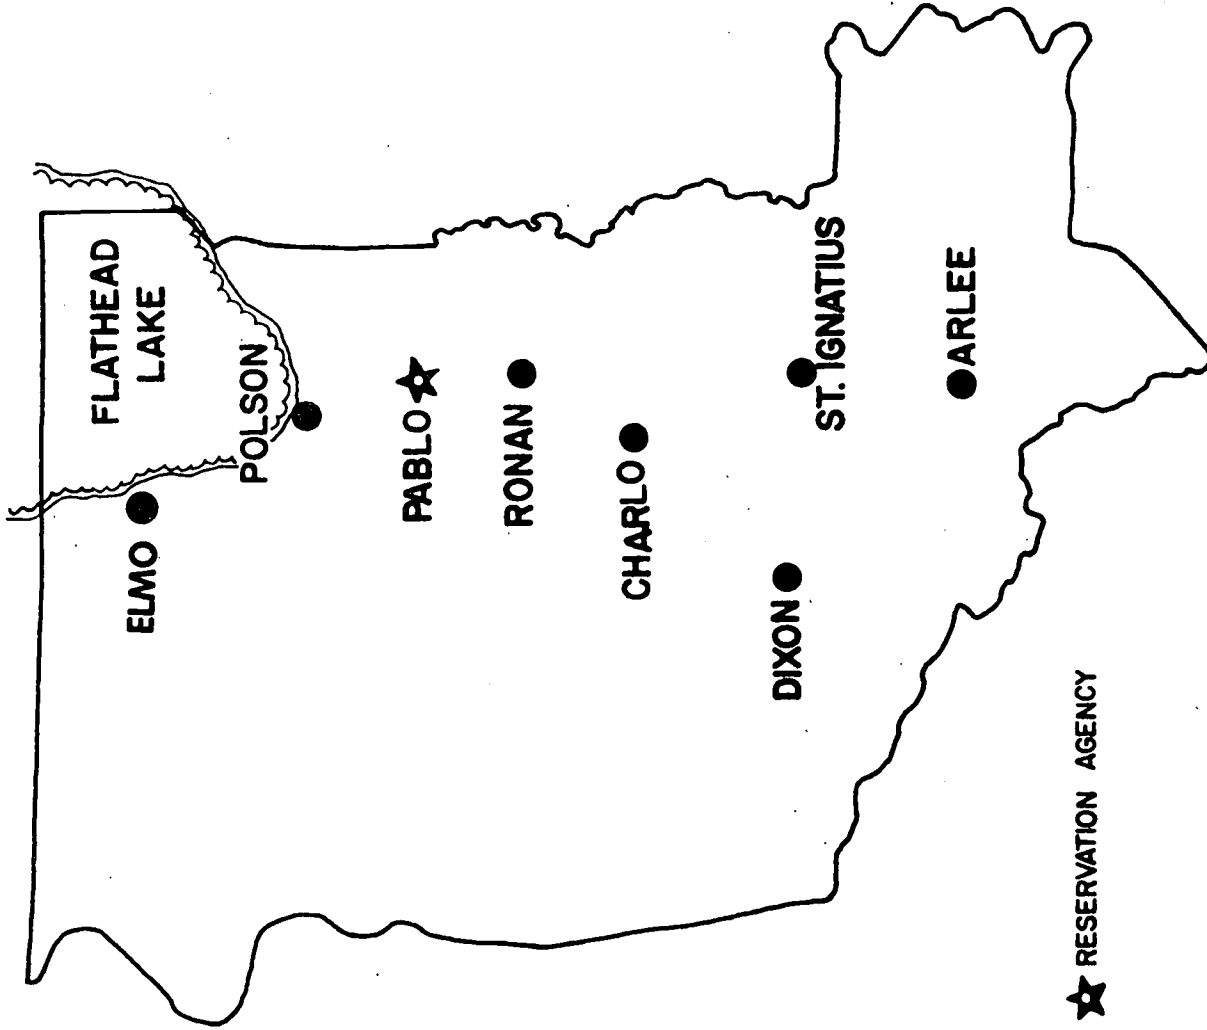 FLATHEAD
LAKE
ELMO
POLSON
PABLO
RONAN
CHARLO
DIXON
ST. IGNATIUS
ARLEE
RESERVATION AGENCY